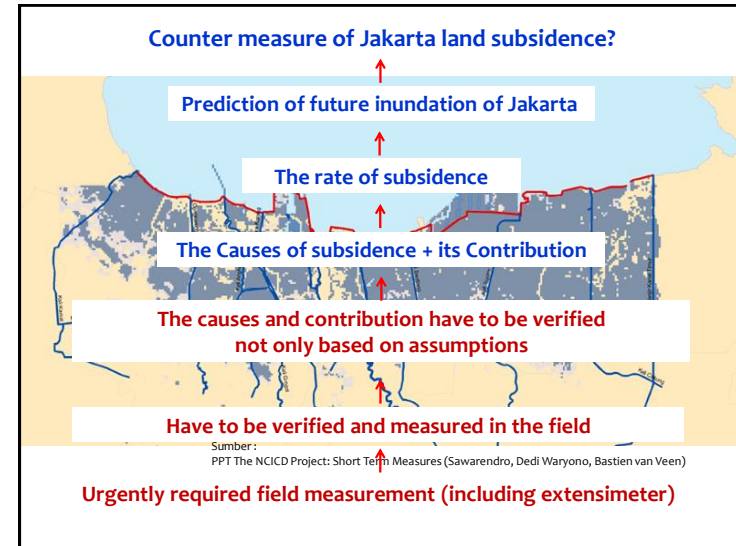 Counter measure of Jakarta land subsidence?
Prediction of future inundation of Jakarta
The rate of subsidence
The Causes of subsidence + its Contribution
The causes and contribution have to be verified
not only based on assumptions
Have to be verified and measured in the field
Sumber :
PPT The NCICD Project: Short Term Measures (Sawarendro, Dedi Waryono, Bastien van Veen)
Urgently required field measurement (including extensimeter)